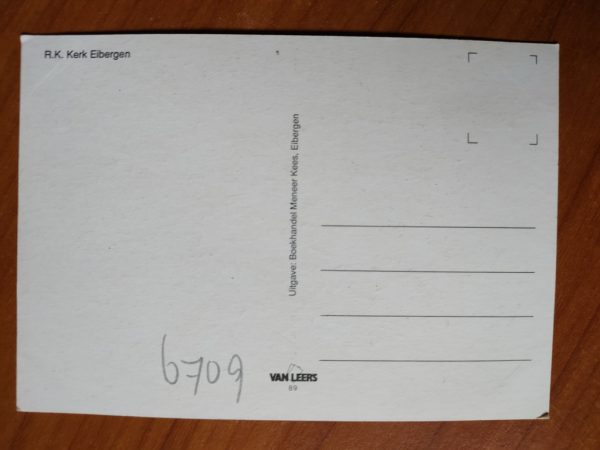 R.K. Kerk Eibergen
Uitgave: Boekhandel Meneer Kees, Eibergen
6709
VAN LEERS
89